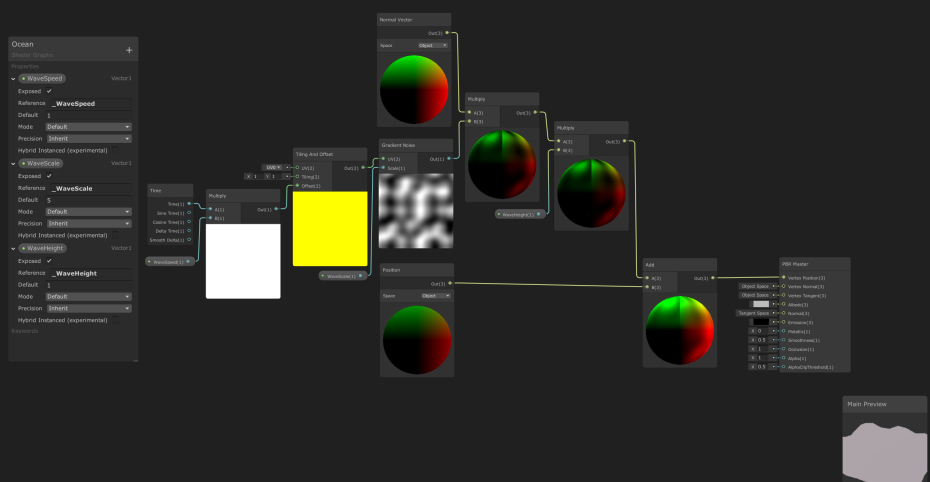 Ocean
Shader Graphs
Properties
WaveSpeed Vector1
Exposed
Reference _WaveSpeed
Default 1
Mode Default
Precision Inherit
Hybrid Instanced (experimental)
WaveScale Vector1
Exposed
Reference _WaveScale
Default 5
Mode Default
Precision Inherit
Hybrid Instanced (experimental)
WaveHeight Vector1
Exposed
Reference _WaveHeight
Default 1
Mode Default
Precision Inherit
Hybrid Instanced (experimental)
Keywords
Time
Time(1)
Sine Time(1)
Cosine Time(1)
Delta Time(1)
Smooth Delta(1)
WaveSpeed(1)
Multiply
A(1) Out(1)
B(1)
Tiling And Offset
UV0 UV(2) Out(2)
X 1 Y 1 Tiling(2)
Offset(2)
WaveScale(1)
Normal Vector
Out(3)
Space Object
Gradient Noise
UV(2) Out(1)
Scale(1)
Position
Out(3)
Space Object
Multiply
A(3) Out(3)
B(3)
WaveHeight(1)
Multiply
A(3) Out(3)
B(3)
Add
A(3) Out(3)
B(3)
PBR Master
Vertex Position(3)
Object Space Vertex Normal(3)
Object Space Vertex Tangent(3)
Albedo(3)
Tangent Space Normal(3)
Emission(3)
X 0 Metallic(1)
X 0.5 Smoothness(1)
X 1 Occlusion(1)
X 1 Alpha(1)
X 0.5 AlphaClipThreshold(1)
Main Preview